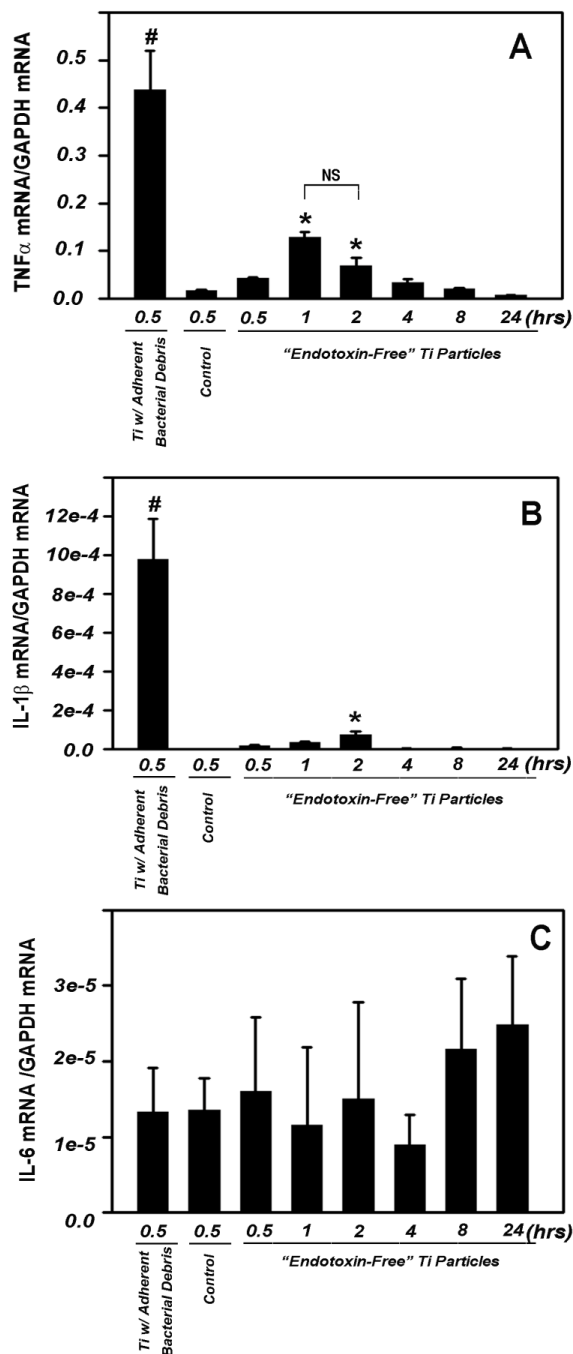 A
TNFα mRNA/GAPDH mRNA
0.5
0.4
0.3
0.2
0.1
0.0
#
*
NS
*
0.5 0.5 0.5 1 2 4 8 24 (hrs)
Ti w/ Adherent
Bacterial Debris
Control
“Endotoxin-Free” Ti Particles
B
IL-1β mRNA/GAPDH mRNA
12e-4
10e-4
8e-4
6e-4
4e-4
2e-4
0.0
#
*
0.5 0.5 0.5 1 2 4 8 24 (hrs)
Ti w/ Adherent
Bacterial Debris
Control
“Endotoxin-Free” Ti Particles
C
IL-6 mRNA /GAPDH mRNA
3e-5
2e-5
1e-5
0.0
0.5 0.5 0.5 1 2 4 8 24 (hrs)
Ti w/ Adherent
Bacterial Debris
Control
“Endotoxin-Free” Ti Particles